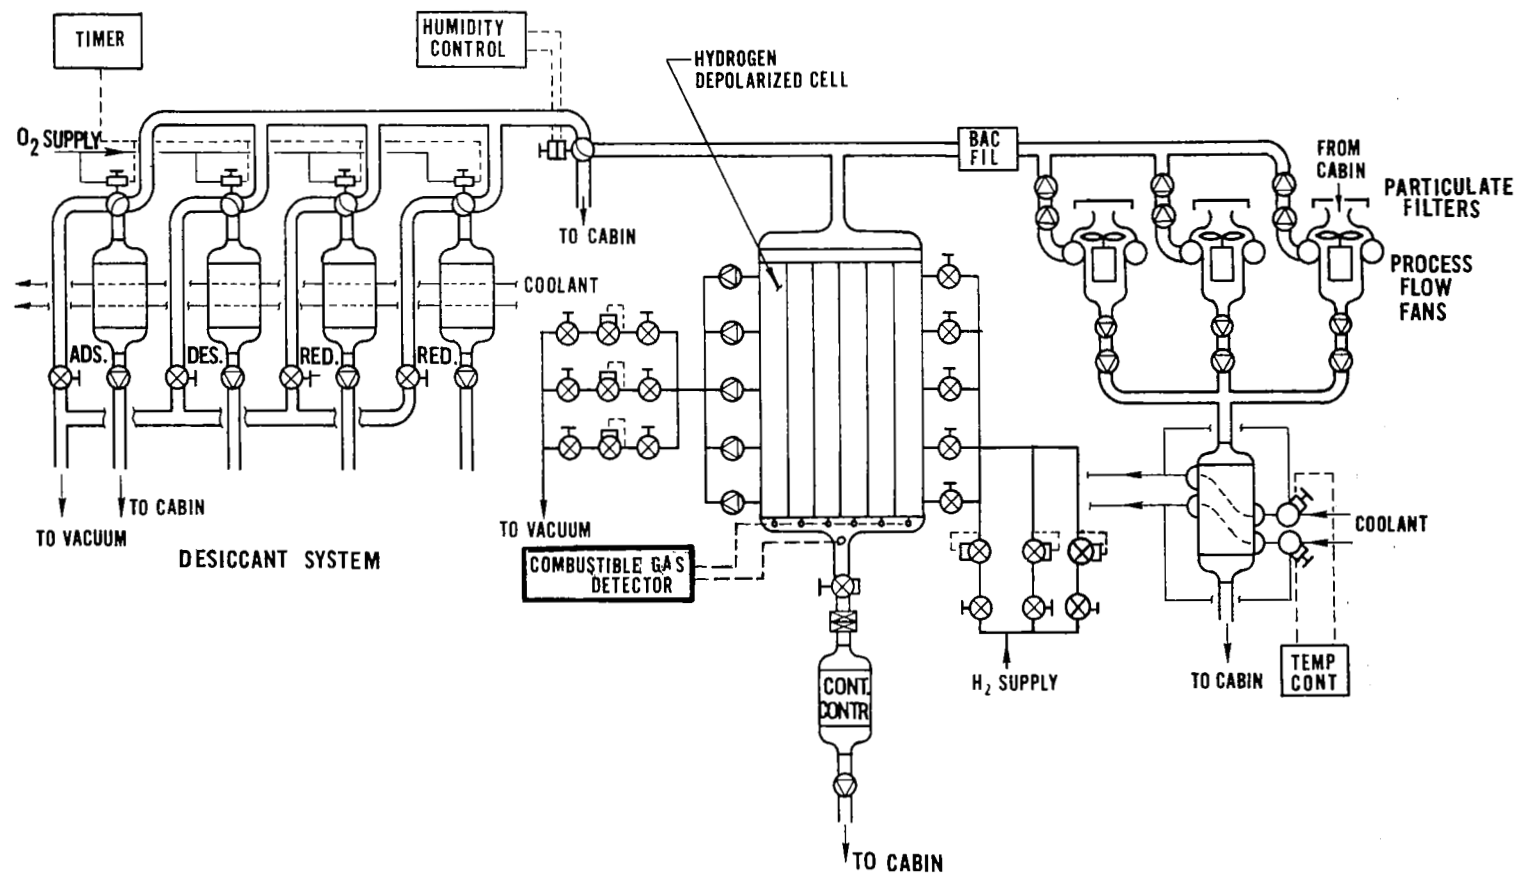 TIMER
HUMIDITY
CONTROL
HYDROGEN
DEPOLARIZED CELL
O2 SUPPLY
BAC
FIL
FROM
CABIN
PARTICULATE
FILTERS
TO CABIN
PROCESS
FLOW
FANS
COOLANT
ADS.
DES.
RED.
RED.
TO CABIN
TO VACUUM
TO VACUUM
COOLANT
DESICCANT SYSTEM
COMBUSTIBLE GAS
DETECTOR
H2 SUPPLY
TO CABIN
TEMP
CONT
CONT.
CONTR
TO CABIN